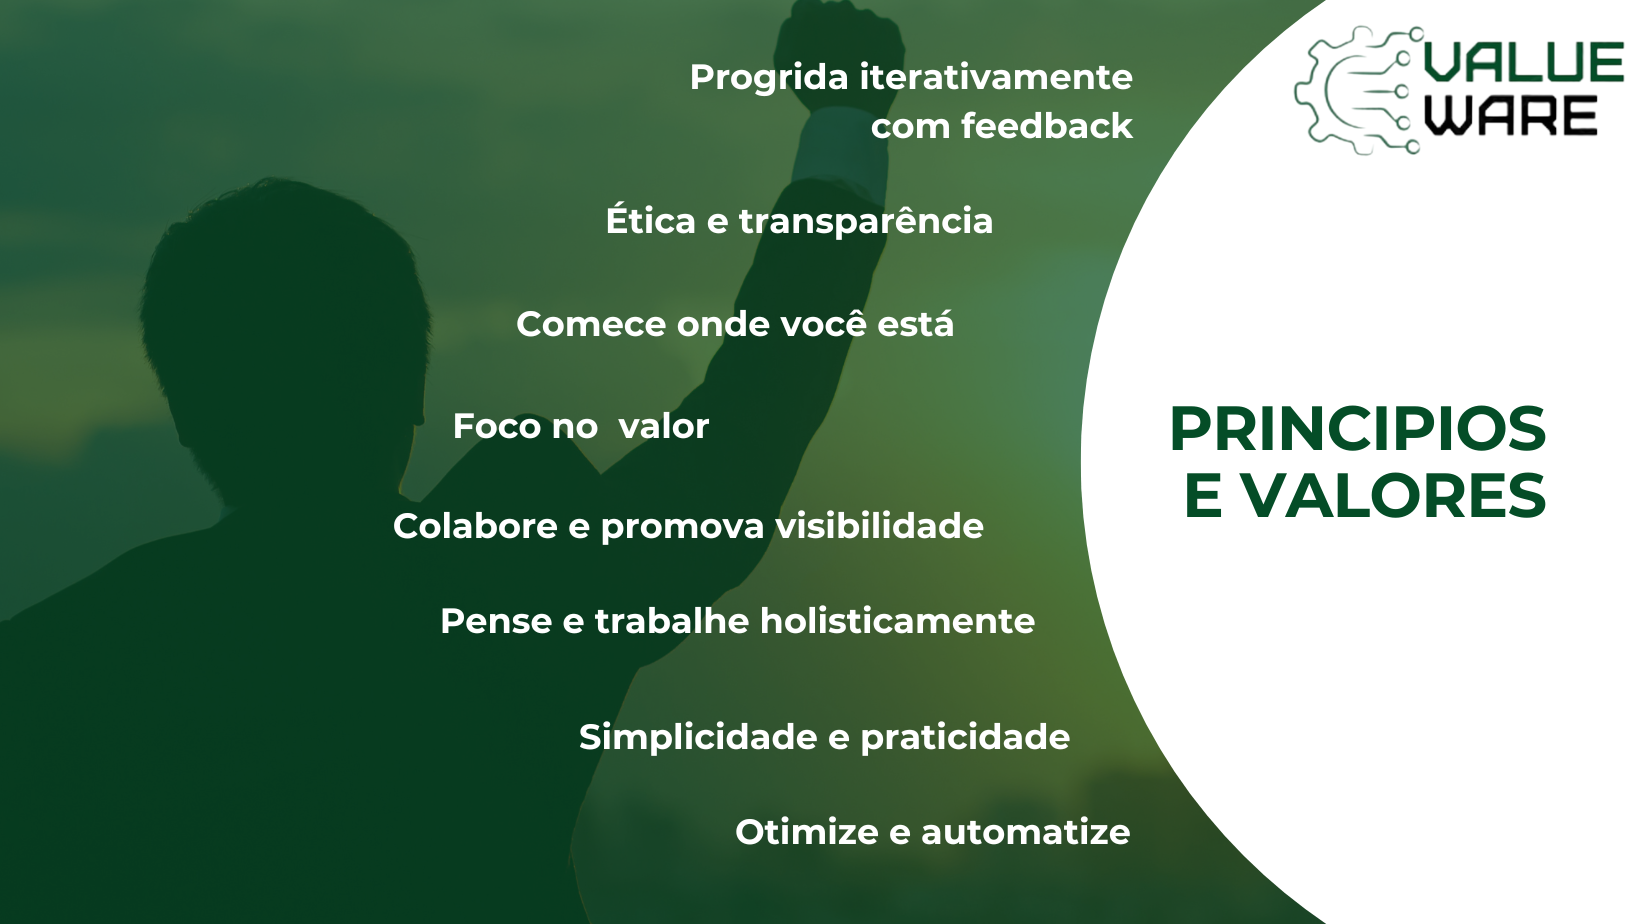 Progrida iterativamente
com feedback
Ética e transparência
Comece onde você está
Foco no  valor
Colabore e promova visibilidade
Pense e trabalhe holisticamente
Simplicidade e praticidade
Otimize e automatize
VALUE
WARE
PRINCIPIOS
E VALORES